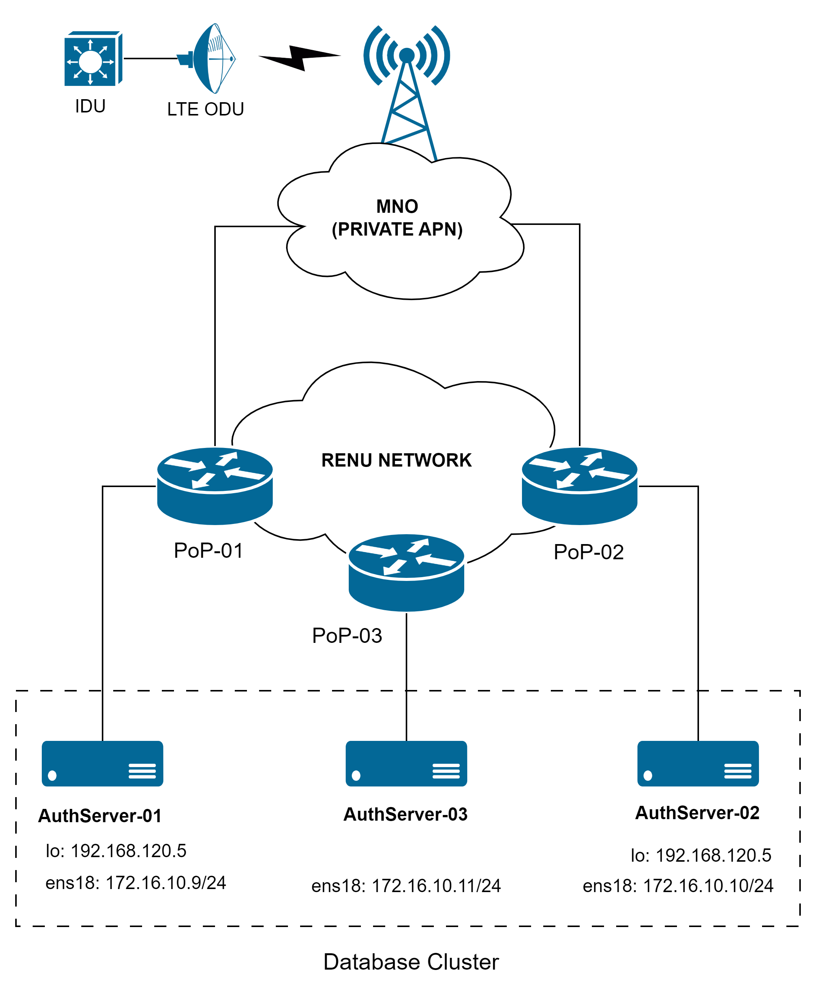 IDU
LTE ODU
MNO
(PRIVATE APN)
RENU NETWORK
PoP-01
PoP-02
PoP-03
AuthServer-01
lo: 192.168.120.5
ens18: 172.16.10.9/24
AuthServer-03
ens18: 172.16.10.11/24
AuthServer-02
lo: 192.168.120.5
ens18: 172.16.10.10/24
Database Cluster